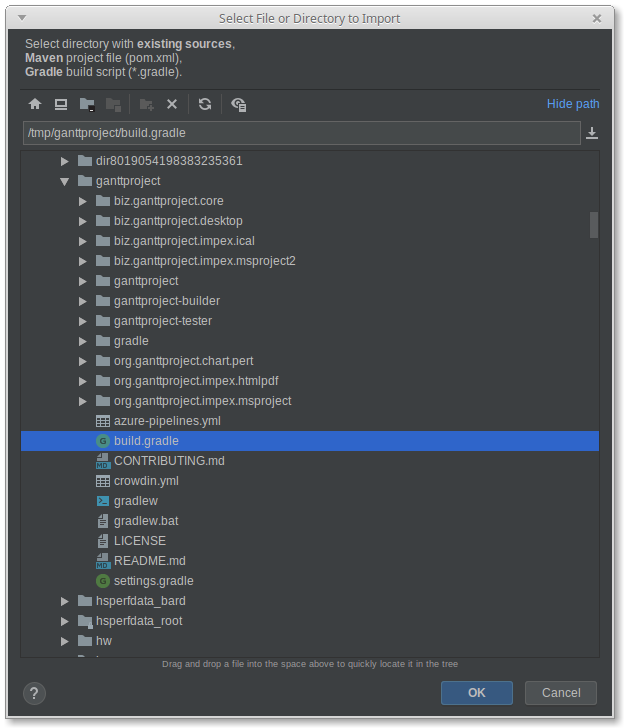 Select File or Directory to Import
Select directory with existing sources,
Maven project file (pom.xml),
Gradle build script (*.gradle).
Hide path
/tmp/ganttproject/build.gradle
dir8019054198383235361
ganttproject
biz.ganttproject.core
biz.ganttproject.desktop
biz.ganttproject.impex.ical
biz.ganttproject.impex.msproject2
ganttproject
ganttproject-builder
ganttproject-tester
gradle
org.ganttproject.chart.pert
org.ganttproject.impex.htmlpdf
org.ganttproject.impex.msproject
azure-pipelines.yml
G build.gradle
MD CONTRIBUTING.md
crowdin.yml
gradlew
gradlew.bat
LICENSE
MD README.md
G settings.gradle
hsperfdata_bard
hsperfdata_root
hw
Drag and drop a file into the space above to quickly locate it in the tree
? OK Cancel